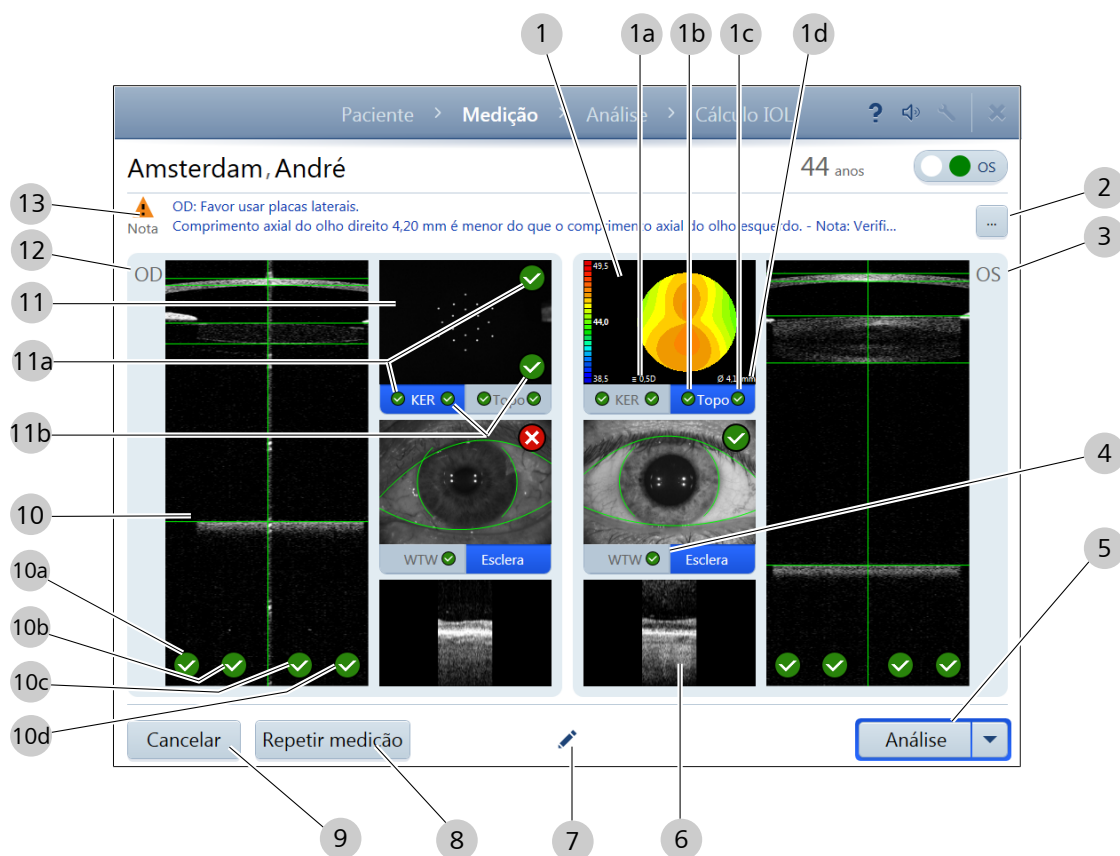 1 1a 1b 1c 1d
Paciente > Medição > Análise > Cálculo IOL ?
Amsterdam, André 44 anos OS
13 2
OD: Favor usar placas laterais.
Nota Comprimento axial do olho direito 4,20 mm é menor do que o comprimento axial do olho esquerdo. - Nota: Verifi... ...
12 3
OD OS
49,5
11
44,0
11a
38,5 ≡ 0,5D
KER Topo KER Topo
11b
4
10
WTW Esclera WTW Esclera
5
10a
10b
10c
10d
Cancelar Repetir medição Análise
9 8 7 6